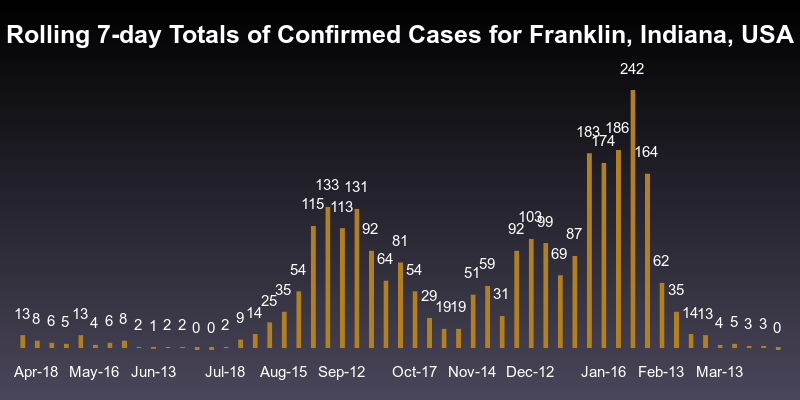 Rolling 7-day Totals of Confirmed Cases for Franklin, Indiana, USA
13 8 6 5 13 4 6 8 2 1 2 2 0 0 2 9 14 25 35 54 115 133 113 131 92 64 81 54 29 19 19 51 59 31 92 103 99 69 87 183 174 186 242 164 62 35 14 13 4 5 3 3 0
Apr-18 May-16 Jun-13 Jul-18 Aug-15 Sep-12 Oct-17 Nov-14 Dec-12 Jan-16 Feb-13 Mar-13